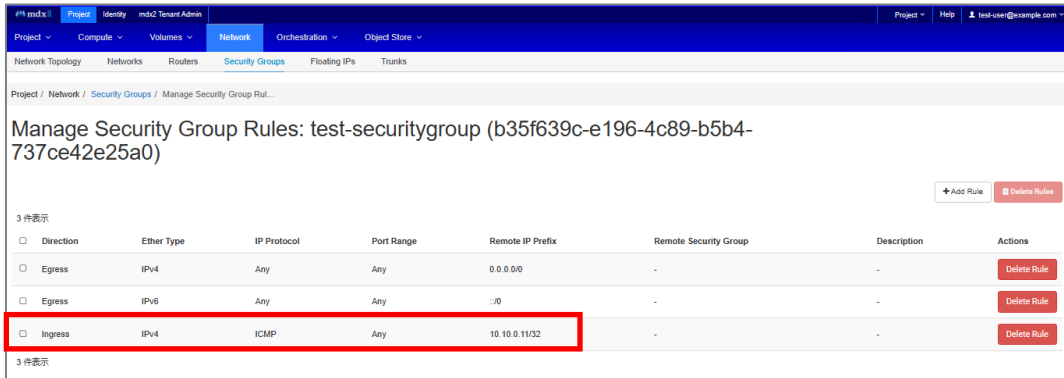 mdx II Project Identity mdx2 Tenant Admin Project Help test-user@example.com
Project Compute Volumes Network Orchestration Object Store
Network Topology Networks Routers Security Groups Floating IPs Trunks
Project / Network / Security Groups / Manage Security Group Rul...
Manage Security Group Rules: test-securitygroup (b35f639c-e196-4c89-b5b4-
737ce42e25a0)
+Add Rule Delete Rules
3 件表示
Direction Ether Type IP Protocol Port Range Remote IP Prefix Remote Security Group Description Actions
Egress IPv4 Any Any 0.0.0.0/0 - - Delete Rule
Egress IPv6 Any Any ::/0 - - Delete Rule
Ingress IPv4 ICMP Any 10.10.0.11/32 - - Delete Rule
3 件表示